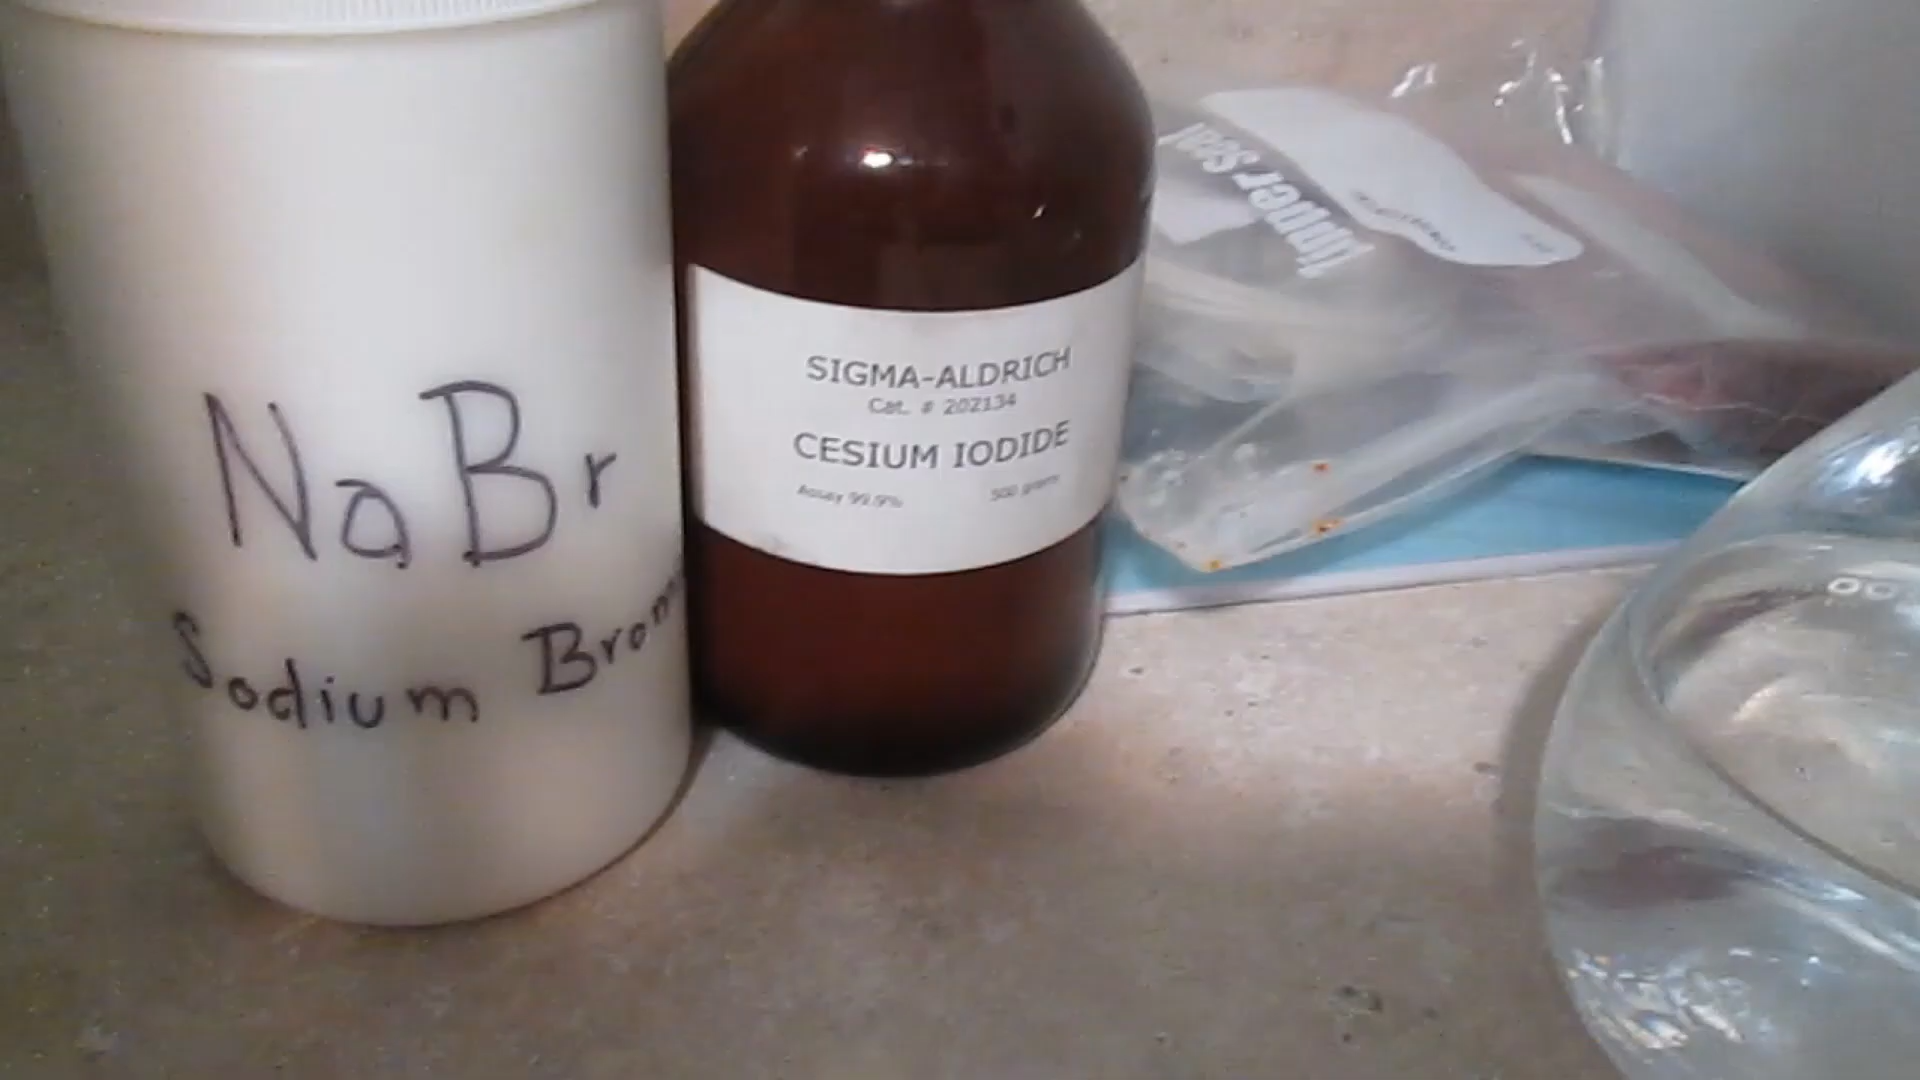 NaBr
Sodium Brom
SIGMA-ALDRICH
Cat. # 202134
CESIUM IODIDE
Assay 99.9% 500 grams
Zipper Seal